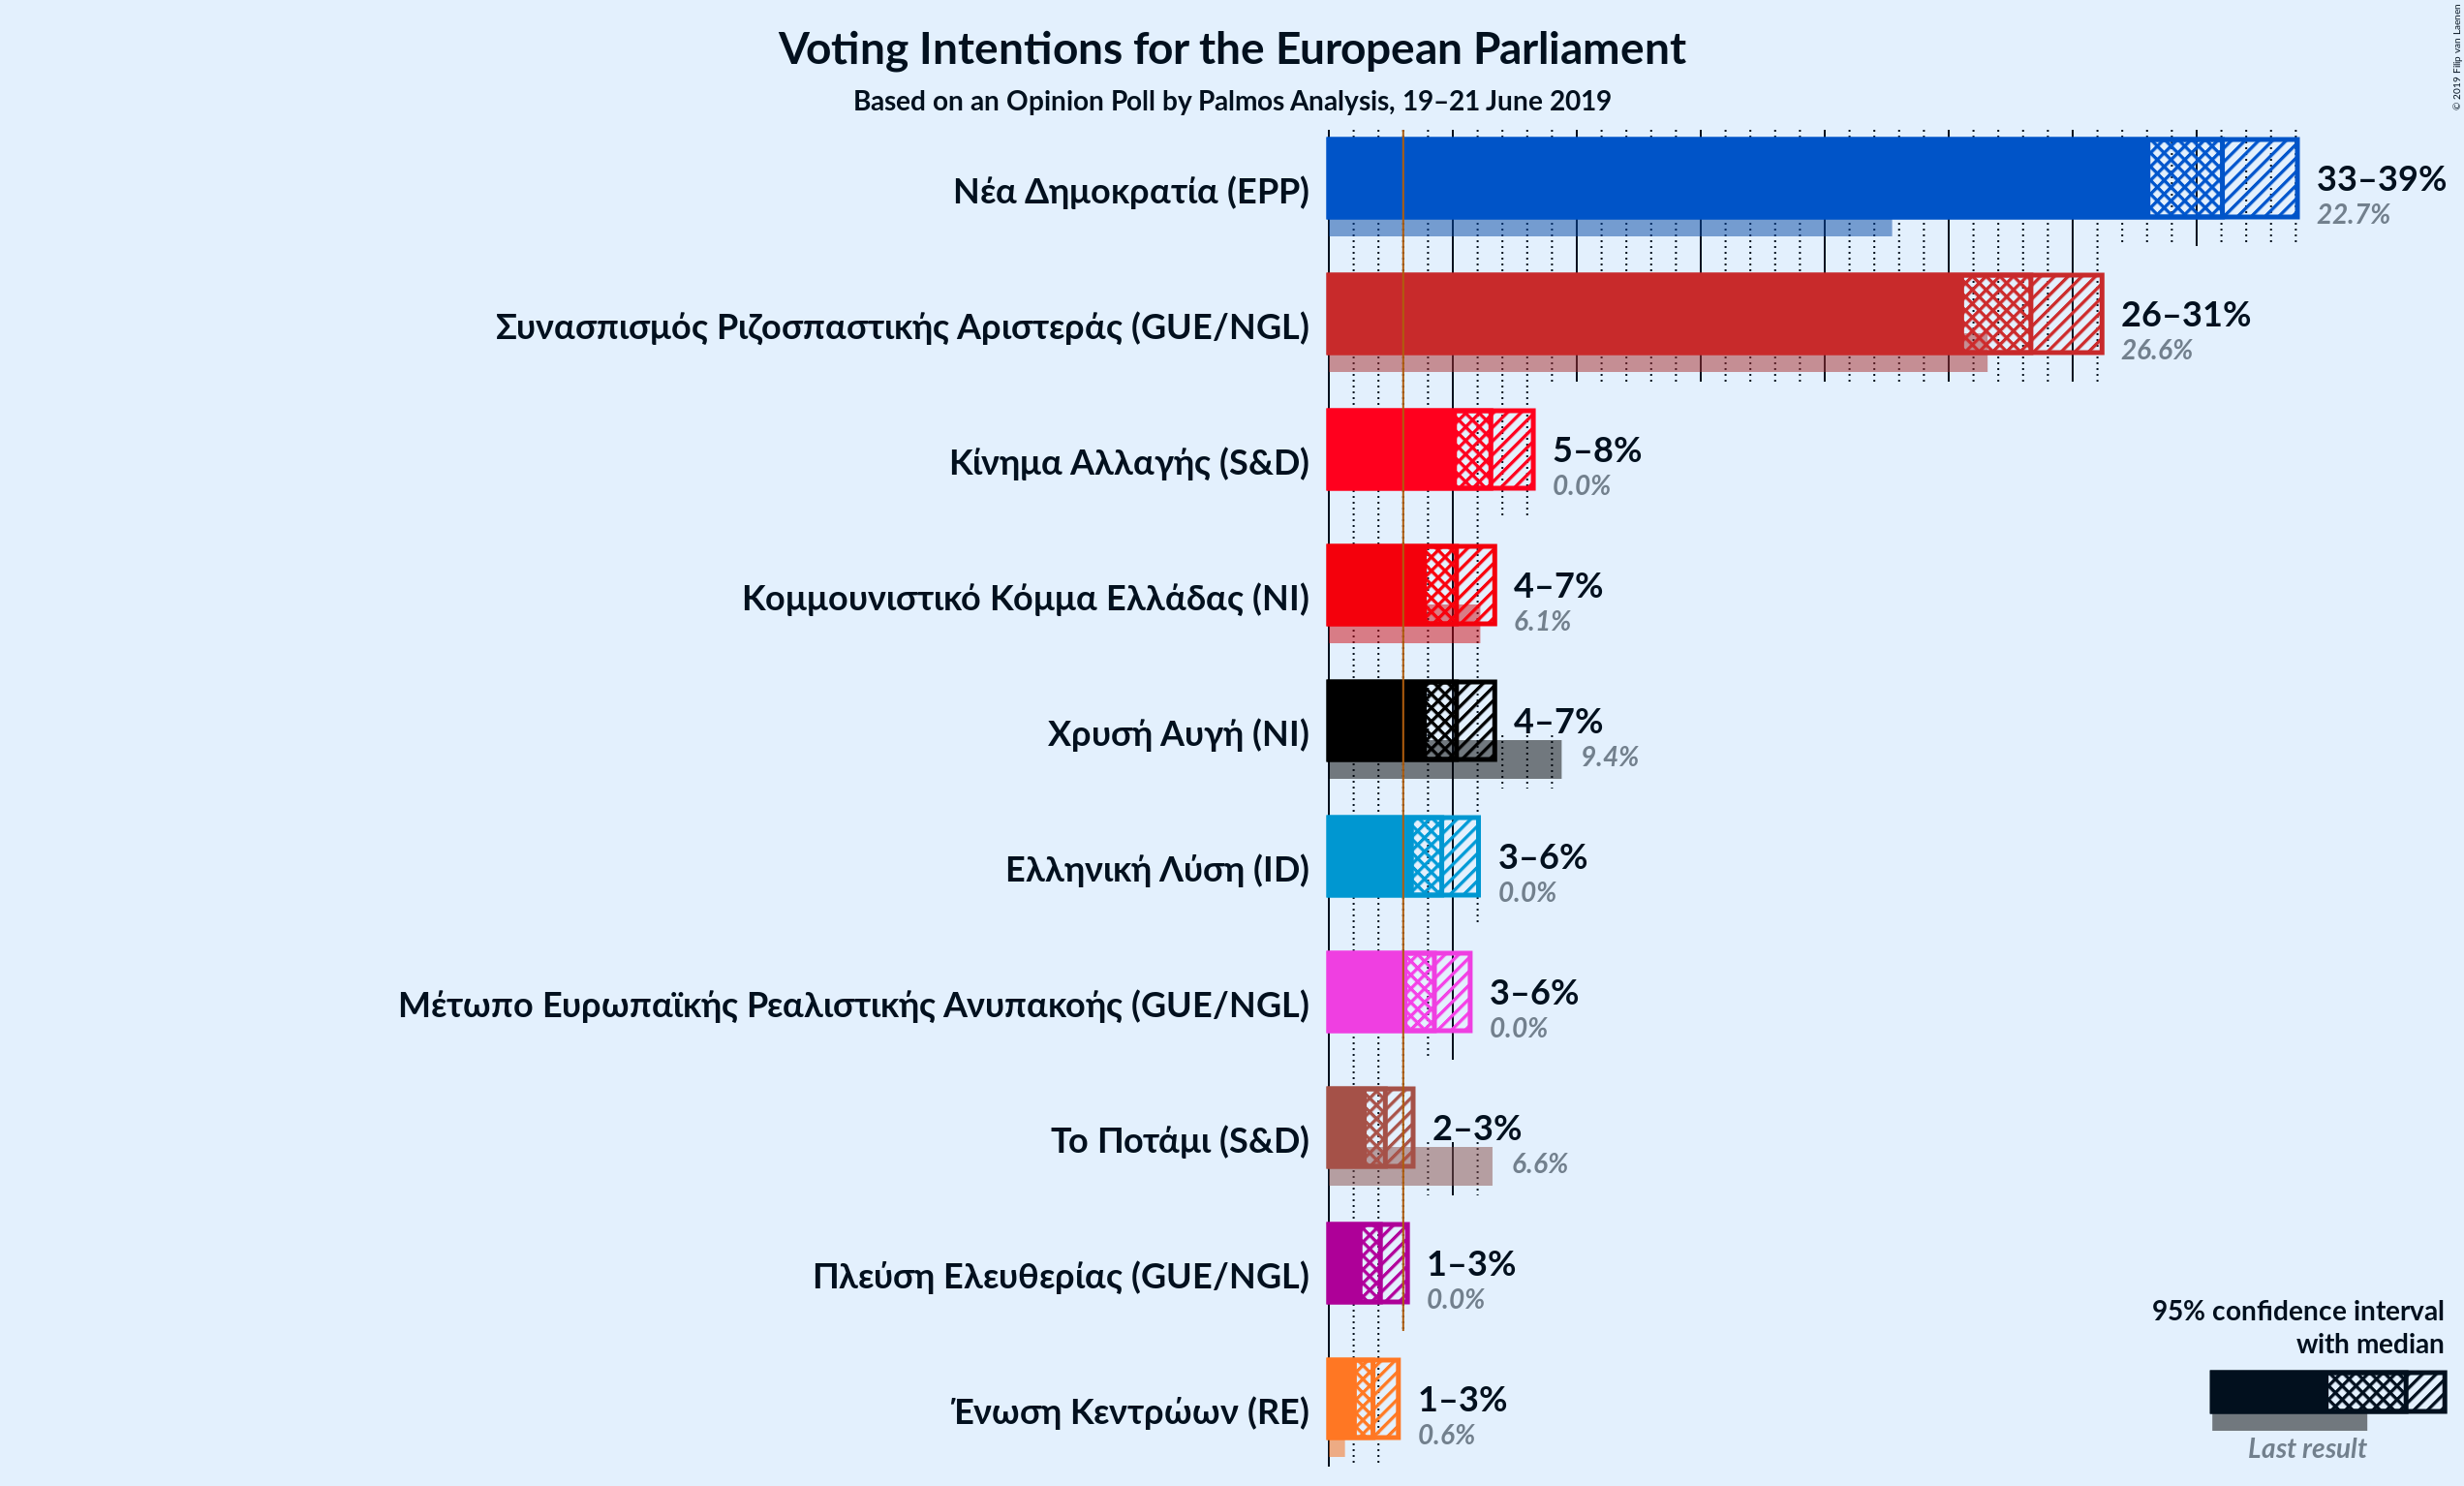 Voting Intentions for the European Parliament
Based on an Opinion Poll by Palmos Analysis, 19–21 June 2019
© 2019 Filip van Laenen
Νέα Δημοκρατία (EPP)
33–39%
22.7%
Συνασπισμός Ριζοσπαστικής Αριστεράς (GUE/NGL)
26–31%
26.6%
Κίνημα Αλλαγής (S&D)
5–8%
0.0%
Κομμουνιστικό Κόμμα Ελλάδας (NI)
4–7%
6.1%
Χρυσή Αυγή (NI)
4–7%
9.4%
Ελληνική Λύση (ID)
3–6%
0.0%
Μέτωπο Ευρωπαϊκής Ρεαλιστικής Ανυπακοής (GUE/NGL)
3–6%
0.0%
Το Ποτάμι (S&D)
2–3%
6.6%
Πλεύση Ελευθερίας (GUE/NGL)
1–3%
0.0%
Ένωση Κεντρώων (RE)
1–3%
0.6%
95% confidence interval
with median
Last result